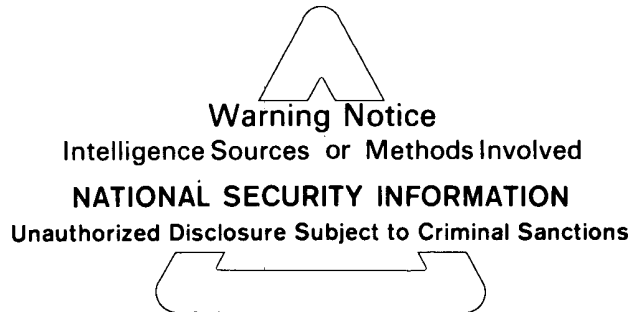 Warning Notice
Intelligence Sources or Methods Involved
NATIONAL SECURITY INFORMATION
Unauthorized Disclosure Subject to Criminal Sanctions